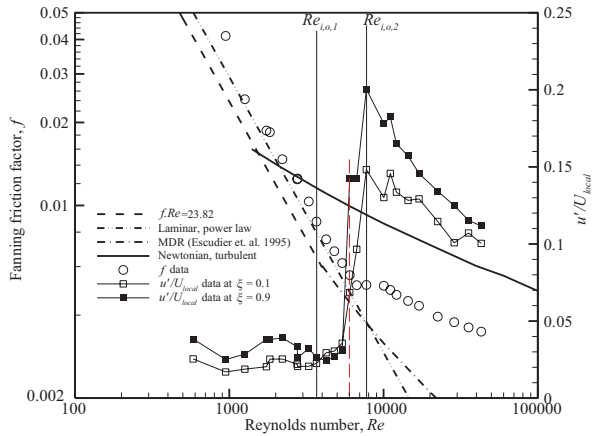 Re_{i,o,1}
Re_{i,o,2}
0.05
0.04
0.03
0.02
0.01
0.002
Fanning friction factor, f
0.25
0.2
0.15
0.1
0.05
0
u'/U_{local}
f.Re=23.82
Laminar, power law
MDR (Escudier et. al. 1995)
Newtonian, turbulent
f data
u'/U_{local} data at ξ = 0.1
u'/U_{local} data at ξ = 0.9
100
1000
10000
100000
Reynolds number, Re